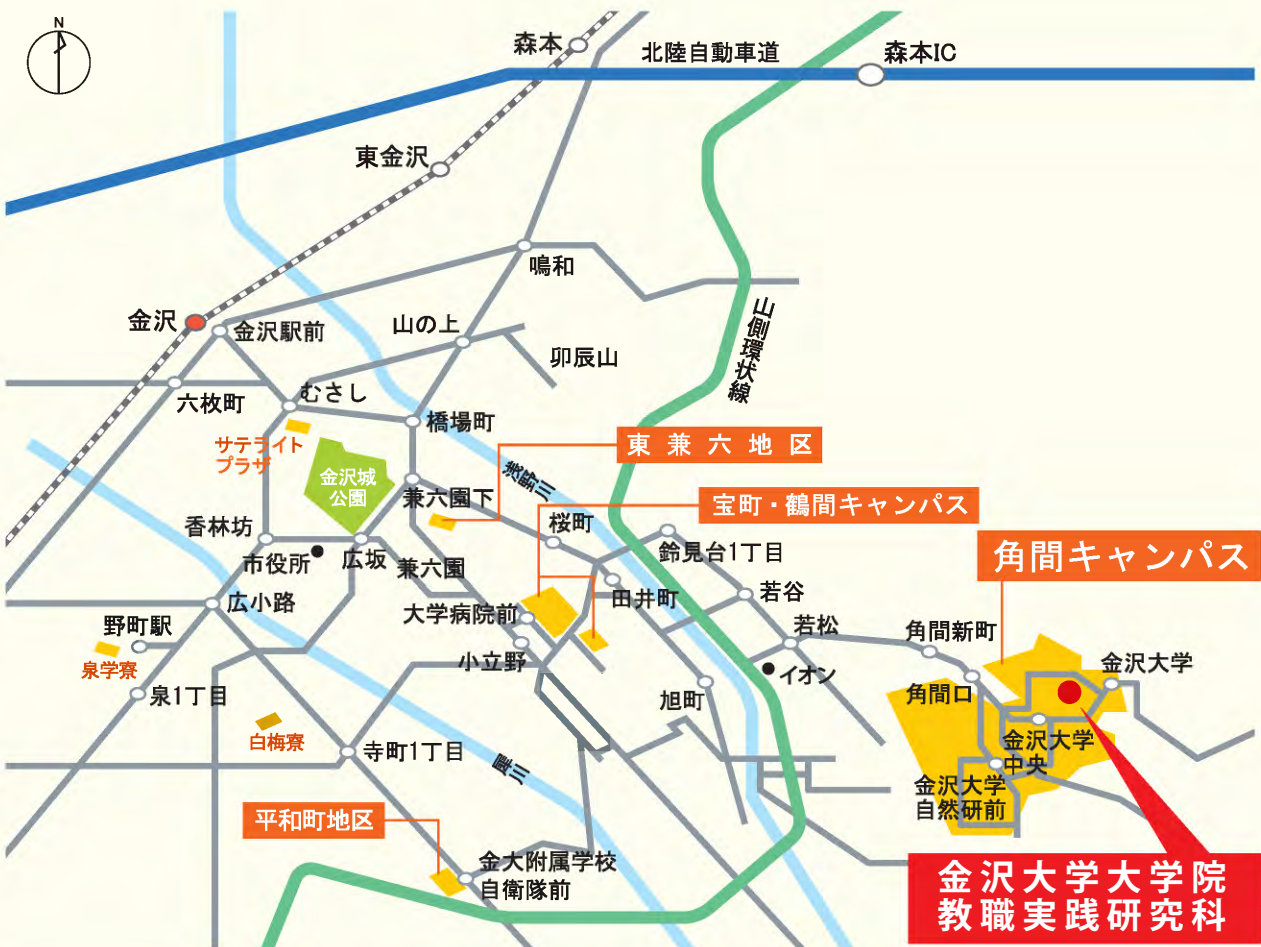 N
森本
北陸自動車道
森本IC
東金沢
鳴和
金沢
金沢駅前
山の上
卯辰山
山側環状線
六枚町
むさし
橋場町
サテライト
プラザ
金沢城
公園
東兼六地区
浅野川
兼六園下
宝町・鶴間キャンパス
香林坊
市役所
広坂
兼六園
桜町
鈴見台1丁目
角間キャンパス
広小路
大学病院前
田井町
若谷
野町駅
泉学寮
小立野
若松
角間新町
金沢大学
イオン
泉1丁目
旭町
角間口
白梅寮
寺町1丁目
犀川
金沢大学
中央
金沢大学
自然研前
平和町地区
金大附属学校
自衛隊前
金沢大学大学院
教職実践研究科